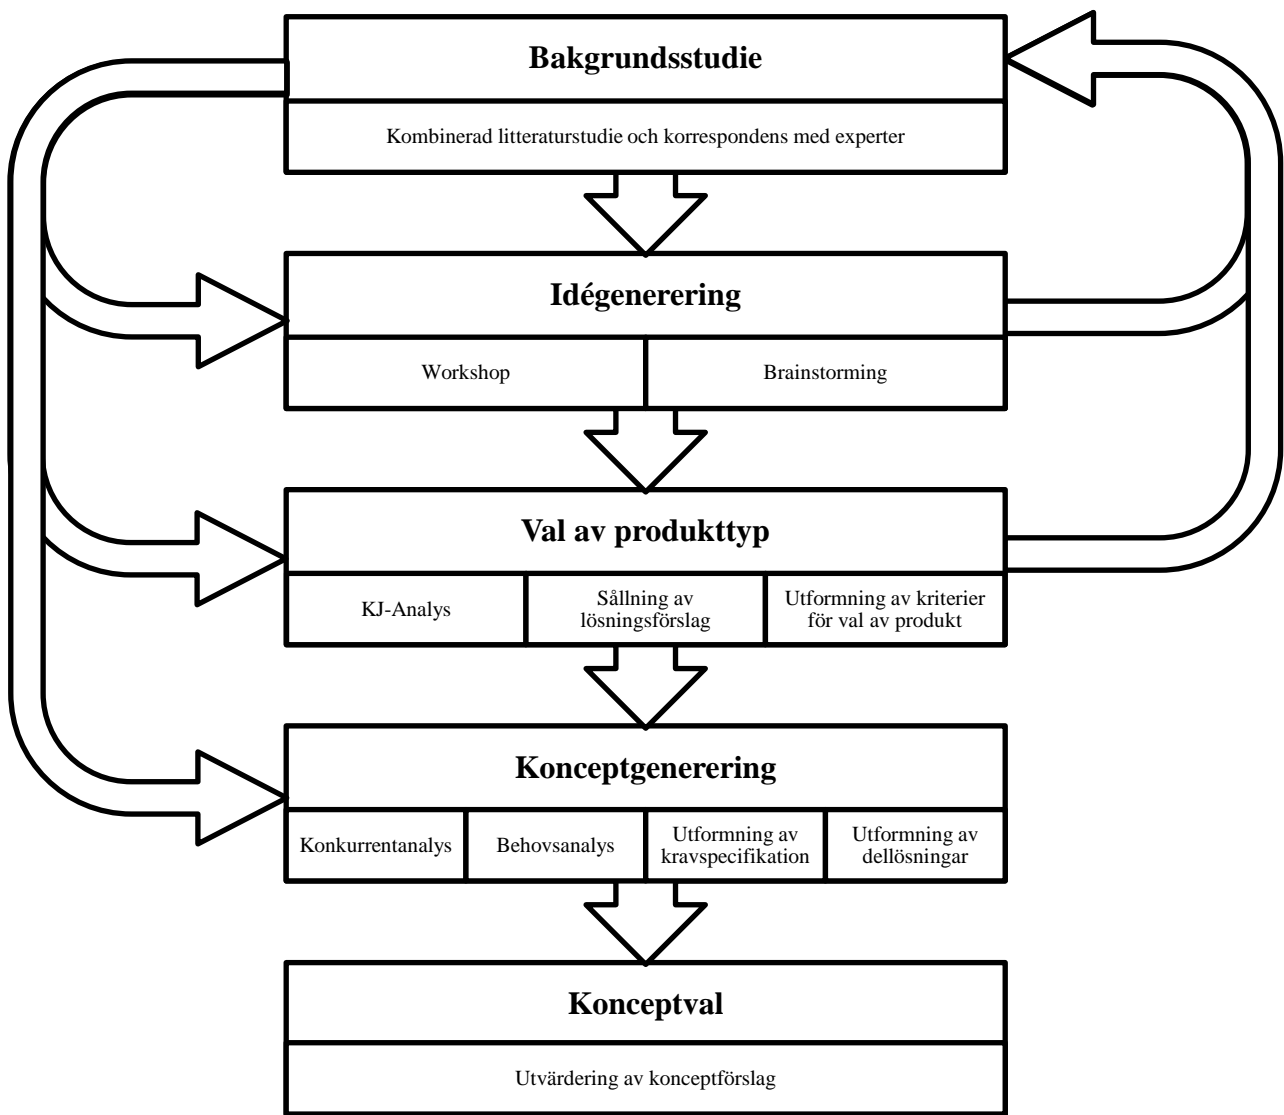 Bakgrundsstudie
Kombinerad litteraturstudie och korrespondens med experter
Idégenerering
Workshop
Brainstorming
Val av produkttyp
KJ-Analys
Sållning av
lösningsförslag
Utformning av kriterier
för val av produkt
Konceptgenerering
Konkurrentanalys
Behovsanalys
Utformning av
kravspecifikation
Utformning av
dellösningar
Konceptval
Utvärdering av konceptförslag